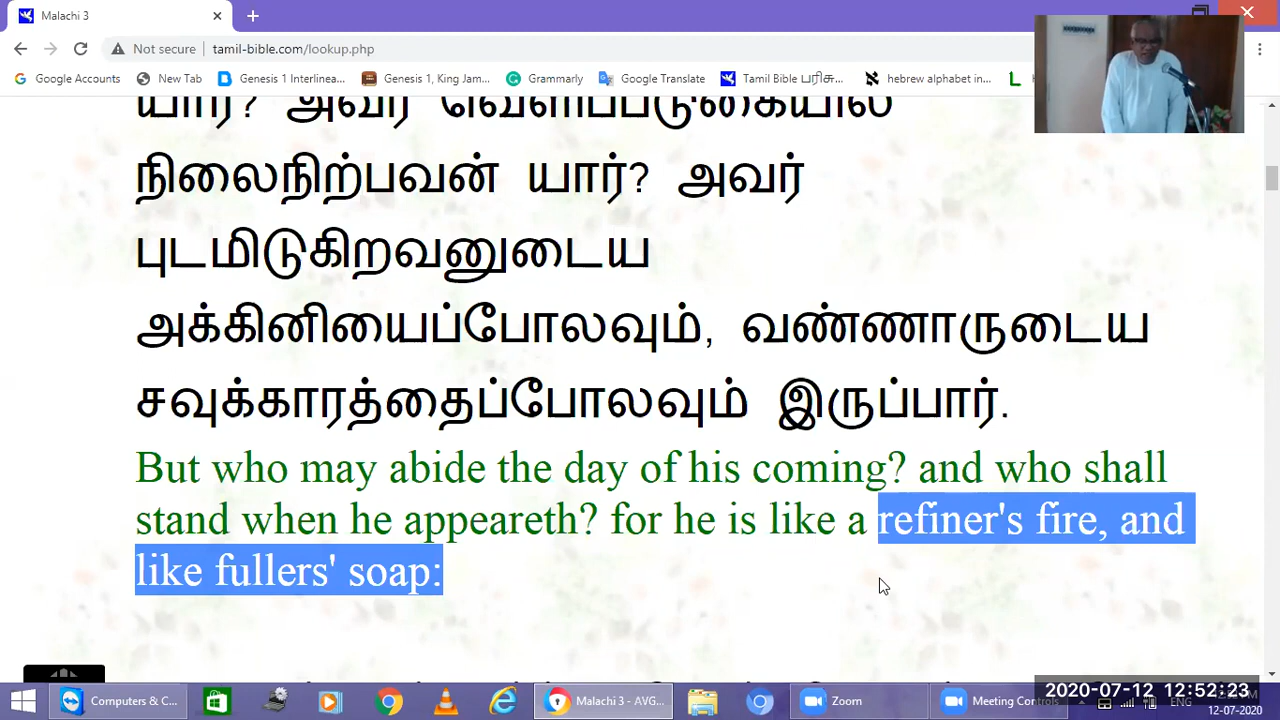 Malachi 3
Not secure
tamil-bible.com/lookup.php
Google Accounts
New Tab
Genesis 1 Interlinea...
Genesis 1, King Jam...
Grammarly
Google Translate
Tamil Bible பரிசு...
hebrew alphabet in...
யார்? அவர் வெளிப்படுகையில்
நிலைநிற்பவன் யார்? அவர்
புடமிடுகிறவனுடைய
அக்கினியைப்போலவும், வண்ணாருடைய
சவுக்காரத்தைப்போலவும் இருப்பார்.
But who may abide the day of his coming? and who shall
stand when he appeareth? for he is like a refiner's fire, and
like fullers' soap:
Computers & C...
Malachi 3 - AVG...
Zoom
Meeting Controls
ENG
2020-07-12 12:52:23
12-07-2020